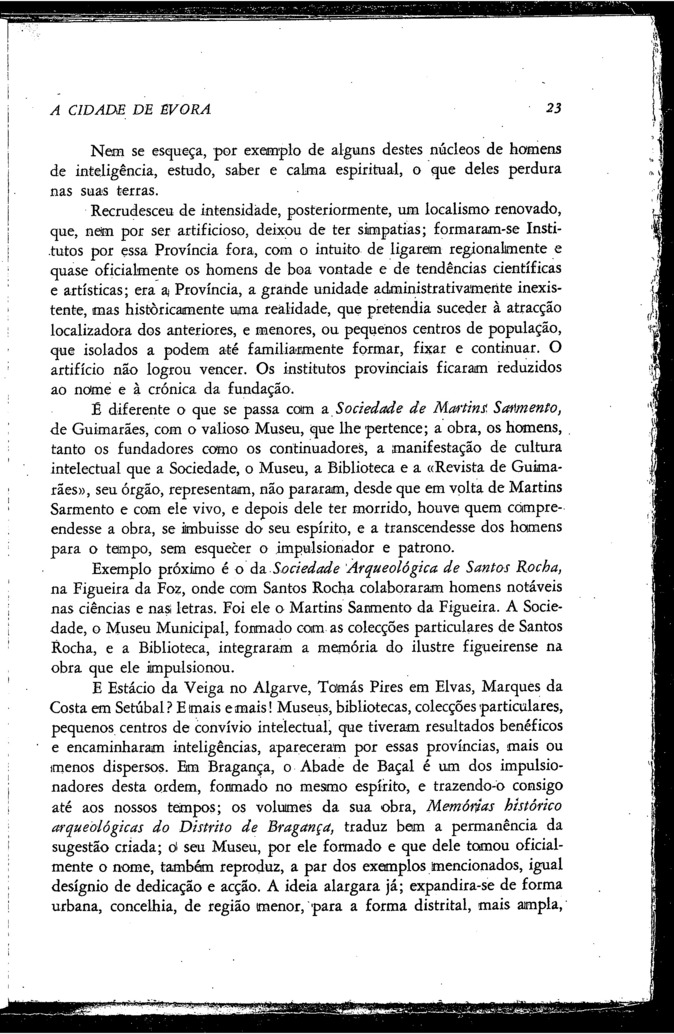 A CIDADE DE ÉVORA 23
Nem se esqueça, por exemplo de alguns destes núcleos de homens
de inteligência, estudo, saber e calma espiritual, o que deles perdura
nas suas terras.
Recrudesceu de intensidade, posteriormente, um localismo renovado,
que, nem por ser artificioso, deixou de ter simpatias; formaram-se Insti-
tutos por essa Província fora, com o intuito de ligarem regionalmente e
quase oficialmente os homens de boa vontade e de tendências científicas
e artísticas; era a Província, a grande unidade administrativamente inexis-
tente, mas històricamente uma realidade, que pretendia suceder à atracção
localizadora dos anteriores, e menores, ou pequenos centros de população,
que isolados a podem até familiarmente formar, fixar e continuar. O
artifício não logrou vencer. Os institutos provinciais ficaram reduzidos
ao nome e à crónica da fundação.
É diferente o que se passa com a Sociedade de Martins Sarmento,
de Guimarães, com o valioso Museu, que lhe pertence; a obra, os homens,
tanto os fundadores como os continuadores, a manifestação de cultura
intelectual que a Sociedade, o Museu, a Biblioteca e a «Revista de Guima-
rães», seu órgão, representam, não pararam, desde que em volta de Martins
Sarmento e com ele vivo, e depois dele ter morrido, houve quem compre-
endesse a obra, se imbuisse do seu espírito, e a transcendesse dos homens
para o tempo, sem esquecer o impulsionador e patrono.
Exemplo próximo é o da Sociedade Arqueológica de Santos Rocha,
na Figueira da Foz, onde com Santos Rocha colaboraram homens notáveis
nas ciências e nas letras. Foi ele o Martins Sarmento da Figueira. A Socie-
dade, o Museu Municipal, formado com as colecções particulares de Santos
Rocha, e a Biblioteca, integraram a memória do ilustre figueirense na
obra que ele impulsionou.
E Estácio da Veiga no Algarve, Tomás Pires em Elvas, Marques da
Costa em Setúbal? E mais e mais! Museus, bibliotecas, colecções particulares,
pequenos centros de convívio intelectual, que tiveram resultados benéficos
e encaminharam inteligências, apareceram por essas províncias, mais ou
menos dispersos. Em Bragança, o Abade de Baçal é um dos impulsio-
nadores desta ordem, formado no mesmo espírito, e trazendo-o consigo
até aos nossos tempos; os volumes da sua obra, Memórias histórico
arqueológicas do Distrito de Bragança, traduz bem a permanência da
sugestão criada; o seu Museu, por ele formado e que dele tomou oficial-
mente o nome, também reproduz, a par dos exemplos mencionados, igual
desígnio de dedicação e acção. A ideia alargara já; expandira-se de forma
urbana, concelhia, de região menor, para a forma distrital, mais ampla,